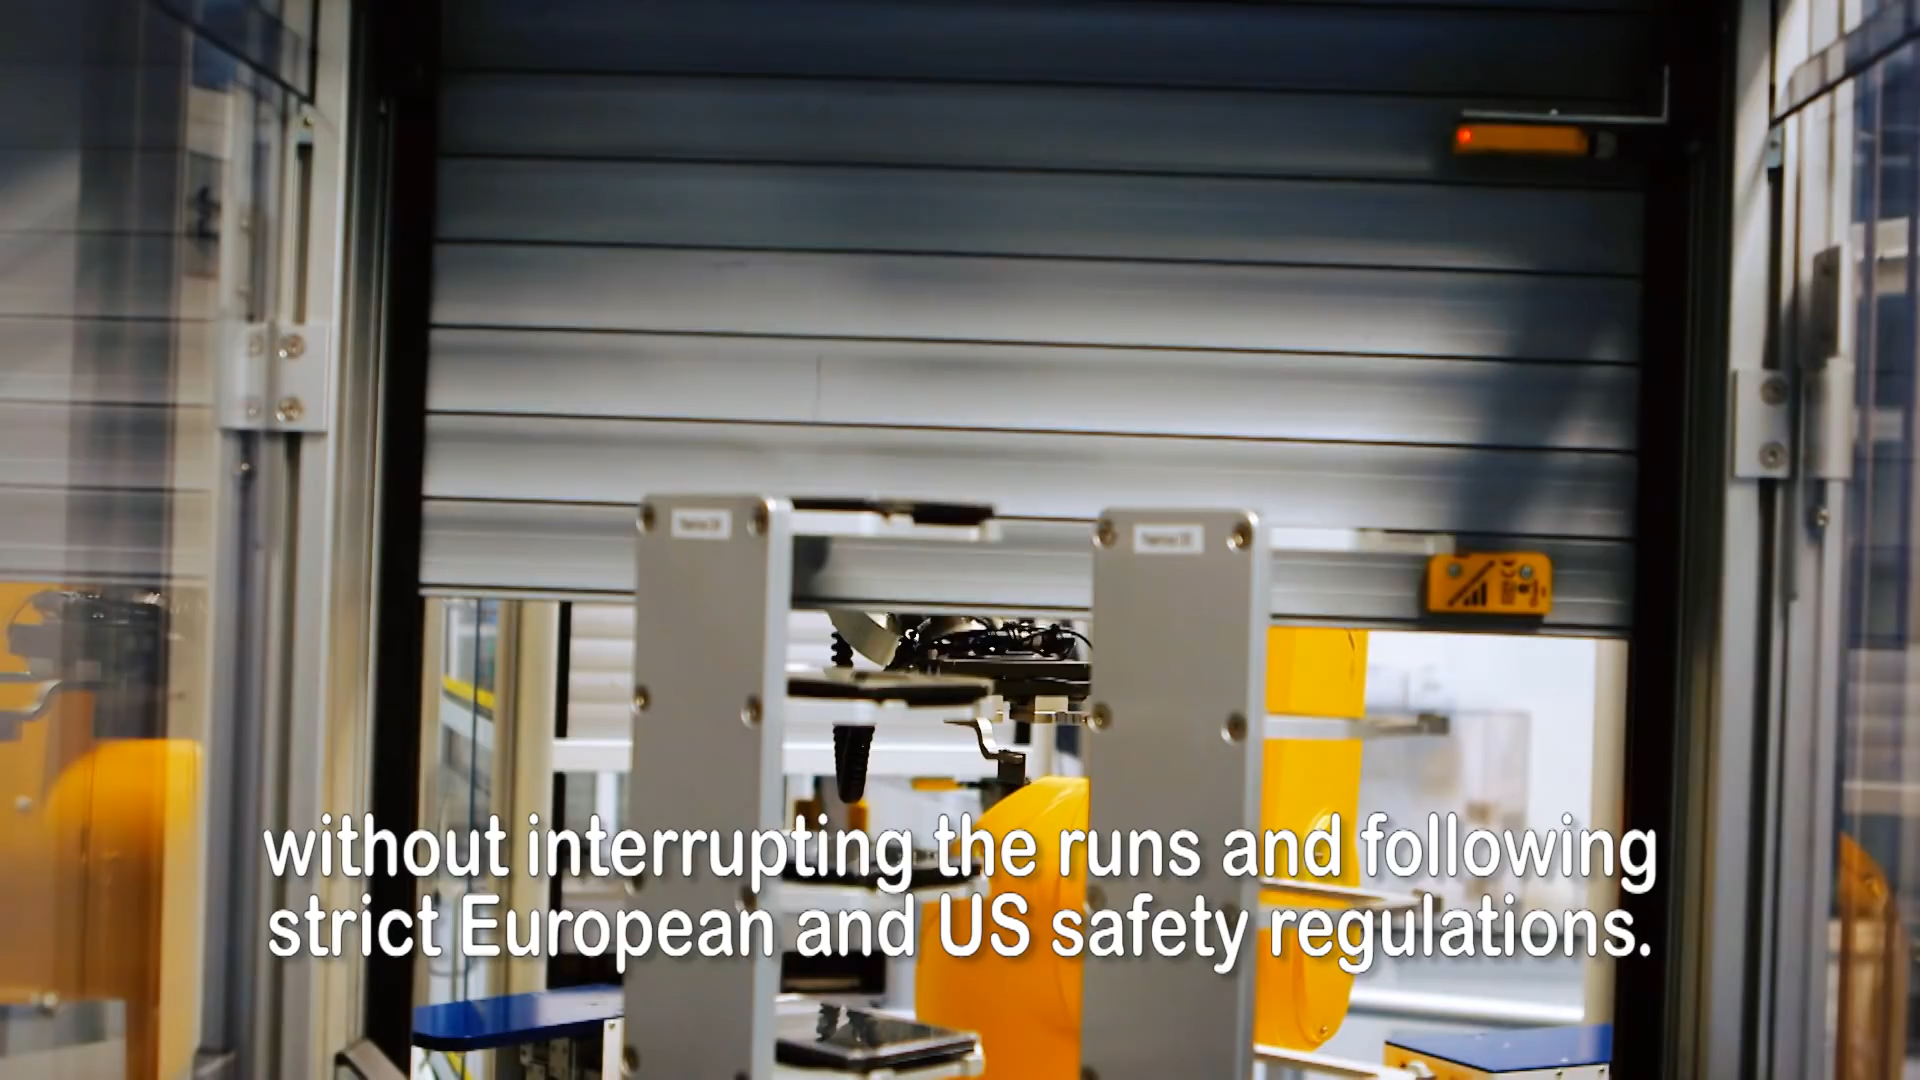 without interrupting the runs and following
strict European and US safety regulations.